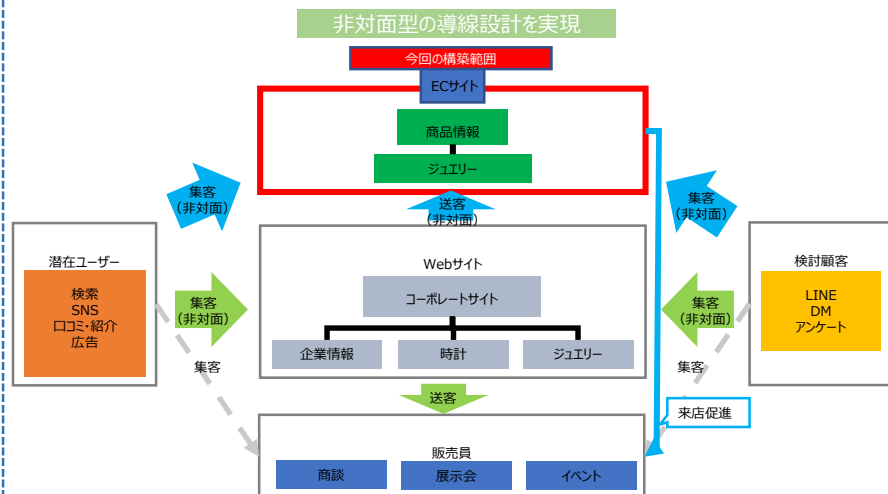 非対面型の導線設計を実現
今回の構築範囲
ECサイト
商品情報
ジュエリー
集客
(非対面)
送客
(非対面)
集客
(非対面)
潜在ユーザー
検索
SNS
口コミ・紹介
広告
集客
(非対面)
Webサイト
コーポレートサイト
企業情報
時計
ジュエリー
集客
(非対面)
検討顧客
LINE
DM
アンケート
集客
送客
集客
来店促進
販売員
商談
展示会
イベント